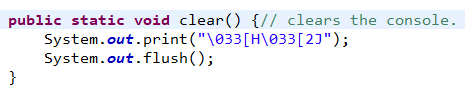 public static void clear() {// clears the console.
    System.out.print("\033[H\033[2J");
    System.out.flush();
}